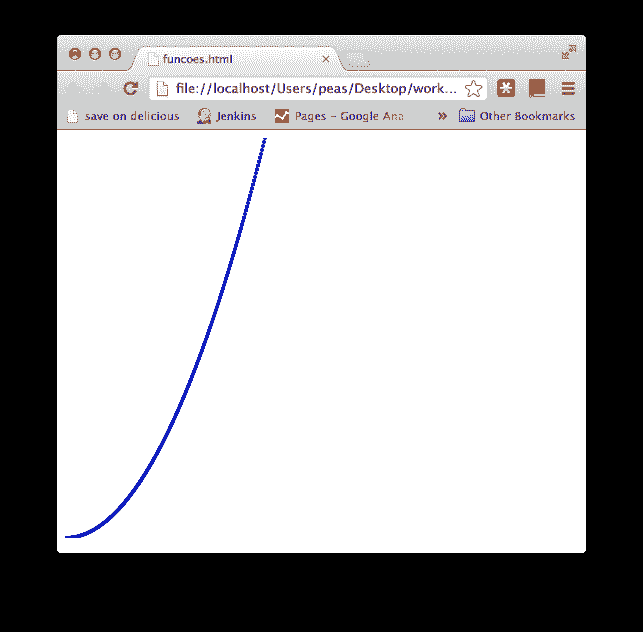 funcoes.html
file://localhost/Users/peas/Desktop/work...
save on delicious Jenkins Pages - Google Ana » Other Bookmarks